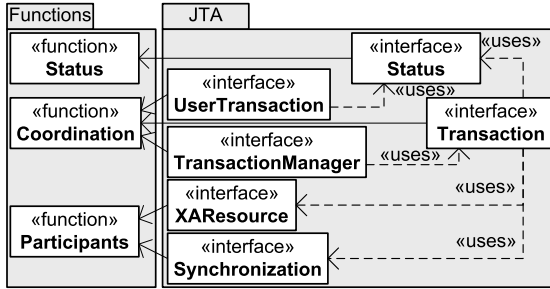 Functions
JTA
«function»
Status
«interface»
Status
«uses»
«interface»
UserTransaction
«uses»
«function»
Coordination
«interface»
Transaction
«interface»
TransactionManager
«uses»
«interface»
XAResource
«uses»
«function»
Participants
«interface»
Synchronization
«uses»